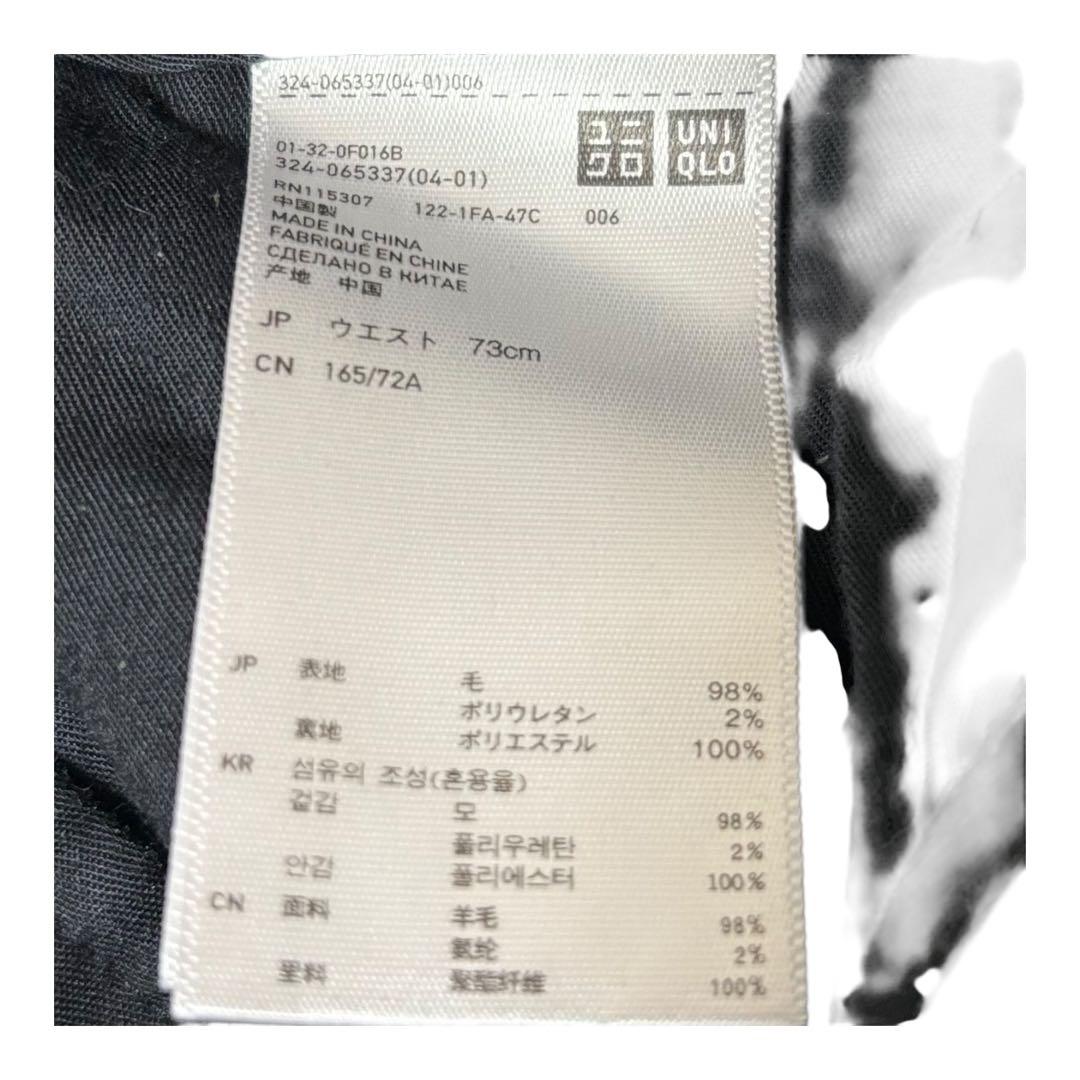 324-065337(04-01)006
ユニ
クロ
UNI
QLO
01-32-0F016B
324-065337(04-01)
RN115307 122-1FA-47C 006
中国製
MADE IN CHINA
FABRIQUÉ EN CHINE
СДЕЛАНО В КИТАЕ
产地 中国
JP ウエスト 73cm
CN 165/72A
JP 表地 毛 98%
ポリウレタン 2%
裏地 ポリエステル 100%
KR 섬유의 조성(혼용율)
겉감 모 98%
폴리우레탄 2%
안감 폴리에스터 100%
CN 面料 羊毛 98%
氨纶 2%
里料 聚酯纤维 100%